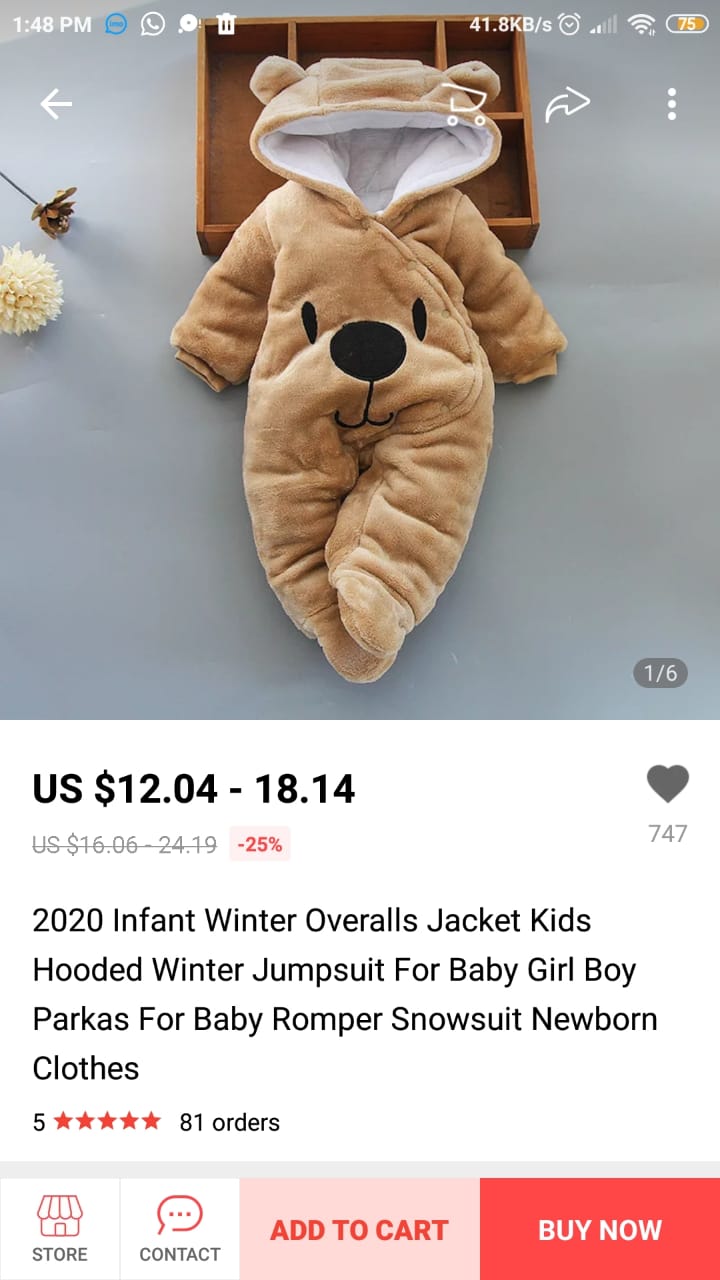 1:48 PM imo 41.8KB/s 75
1/6
US $12.04 - 18.14
US $16.06 - 24.19 -25%
747
2020 Infant Winter Overalls Jacket Kids
Hooded Winter Jumpsuit For Baby Girl Boy
Parkas For Baby Romper Snowsuit Newborn
Clothes
5 81 orders
STORE CONTACT ADD TO CART BUY NOW